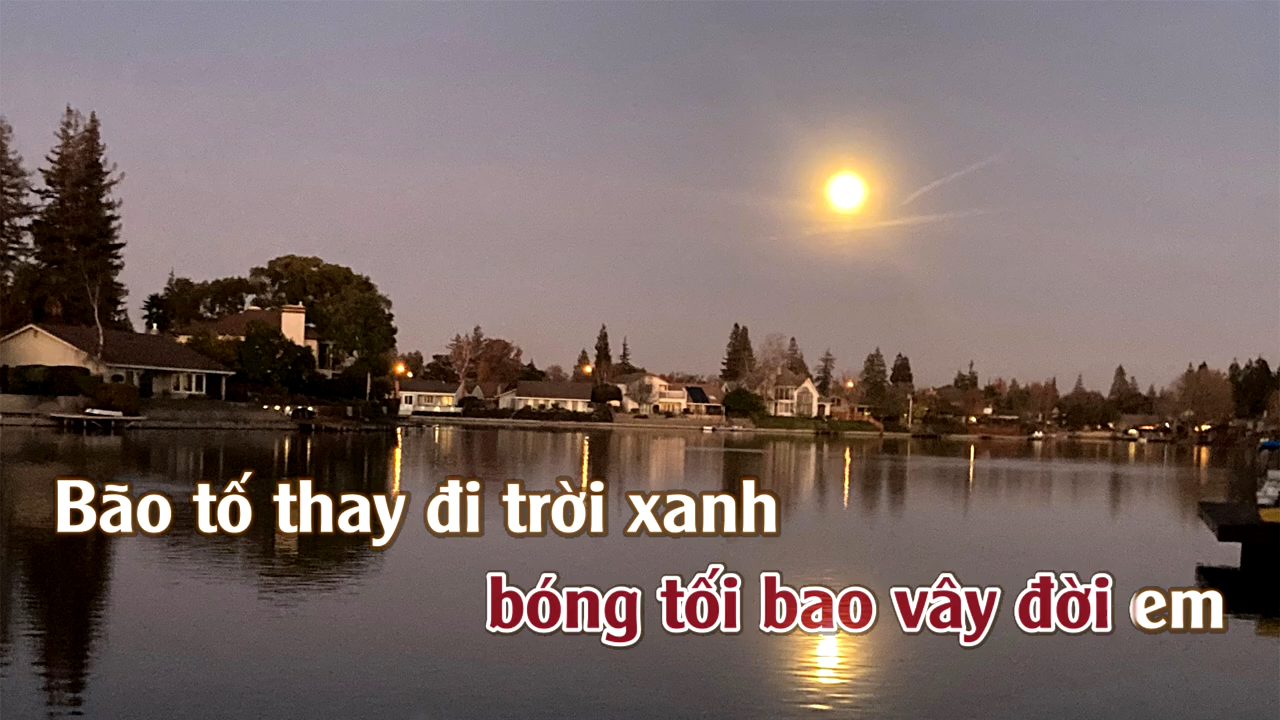 Bão tố thay đi trời xanh
bóng tối bao vây đời em